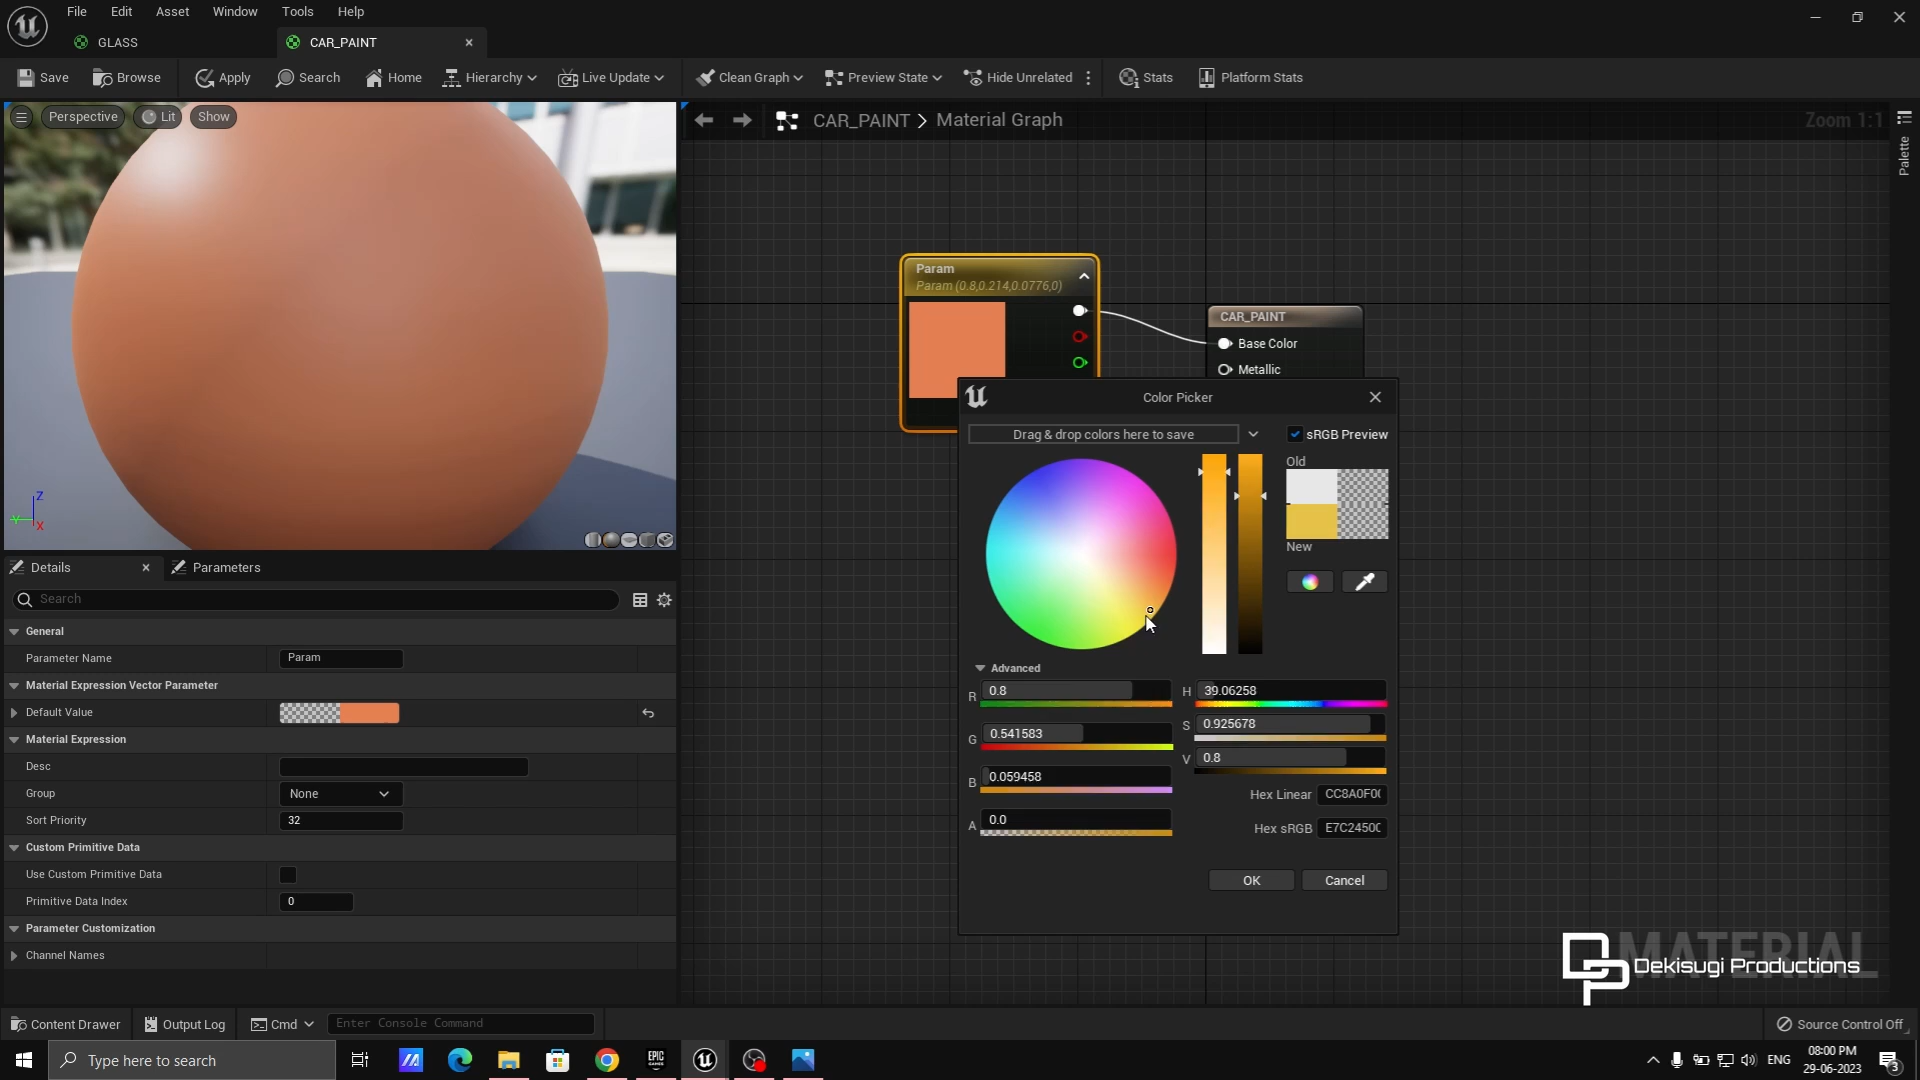 File Edit Asset Window Tools Help
GLASS CAR_PAINT
Save Browse Apply Search Home Hierarchy Live Update Clean Graph Preview State Hide Unrelated Stats Platform Stats
Perspective Lit Show
CAR_PAINT > Material Graph
Zoom 1:1
Palette
Param
Param (0.8,0.214,0.0776,0)
CAR_PAINT
Base Color
Metallic
Color Picker
Drag & drop colors here to save
sRGB Preview
Old
New
Advanced
R 0.8 H 39.06258
G 0.541583 S 0.925678
B 0.059458 V 0.8
A 0.0
Hex Linear CC8A0F0
Hex sRGB E7C2450
OK Cancel
Z
Y
X
Details Parameters
Search
General
Parameter Name Param
Material Expression Vector Parameter
Default Value
Material Expression
Desc
Group None
Sort Priority 32
Custom Primitive Data
Use Custom Primitive Data
Primitive Data Index 0
Parameter Customization
Channel Names
MATERIAL
Dekisugi Productions
Content Drawer Output Log Cmd Enter Console Command
Source Control Off
Type here to search
EPIC GAMES
ENG
08:00 PM
29-06-2023
3